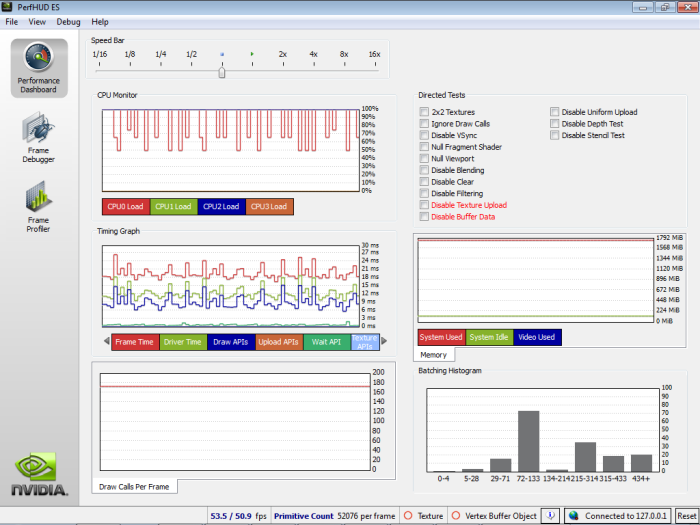 PerfHUD ES
File View Debug Help
Performance
Dashboard
Frame
Debugger
Frame
Profiler
NVIDIA.
Speed Bar
1/16 1/8 1/4 1/2 2x 4x 8x 16x
CPU Monitor
100%
90%
80%
70%
60%
50%
40%
30%
20%
10%
0%
CPU0 Load CPU1 Load CPU2 Load CPU3 Load
Timing Graph
30 ms
27 ms
24 ms
21 ms
18 ms
15 ms
12 ms
9 ms
6 ms
3 ms
0 ms
Frame Time Driver Time Draw APIs Upload APIs Wait API Texture APIs
200
180
160
140
120
100
80
60
40
20
0
Draw Calls Per Frame
Directed Tests
2x2 Textures
Ignore Draw Calls
Disable VSync
Null Fragment Shader
Null Viewport
Disable Blending
Disable Clear
Disable Filtering
Disable Texture Upload
Disable Buffer Data
Disable Uniform Upload
Disable Depth Test
Disable Stencil Test
1792 MiB
1568 MiB
1344 MiB
1120 MiB
896 MiB
672 MiB
448 MiB
224 MiB
0 MiB
System Used System Idle Video Used
Memory
Batching Histogram
100
90
80
70
60
50
40
30
20
10
0
0-4 5-28 29-71 72-133 134-214 215-314 315-433 434+
53.5 / 50.9 fps Primitive Count 52076 per frame Texture Vertex Buffer Object Connected to 127.0.0.1 Reset